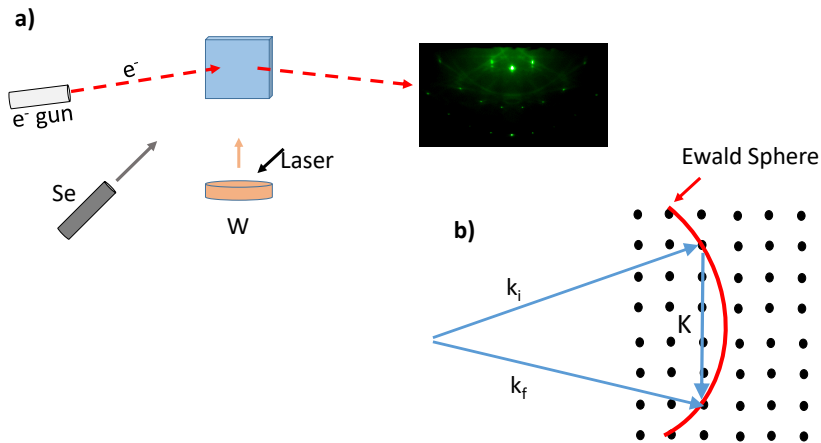 a)
e-
e- gun
Laser
Se
W
Ewald Sphere
b)
ki
K
kf